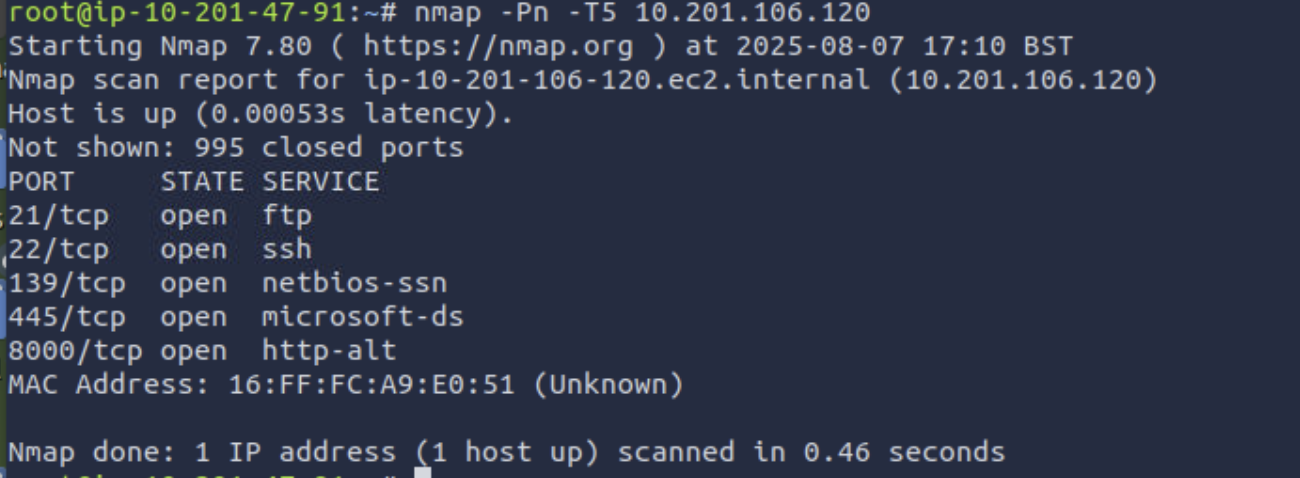 root@ip-10-201-47-91:~# nmap -Pn -T5 10.201.106.120
Starting Nmap 7.80 ( https://nmap.org ) at 2025-08-07 17:10 BST
Nmap scan report for ip-10-201-106-120.ec2.internal (10.201.106.120)
Host is up (0.00053s latency).
Not shown: 995 closed ports
PORT     STATE SERVICE
21/tcp   open  ftp
22/tcp   open  ssh
139/tcp  open  netbios-ssn
445/tcp  open  microsoft-ds
8000/tcp open  http-alt
MAC Address: 16:FF:FC:A9:E0:51 (Unknown)
Nmap done: 1 IP address (1 host up) scanned in 0.46 seconds